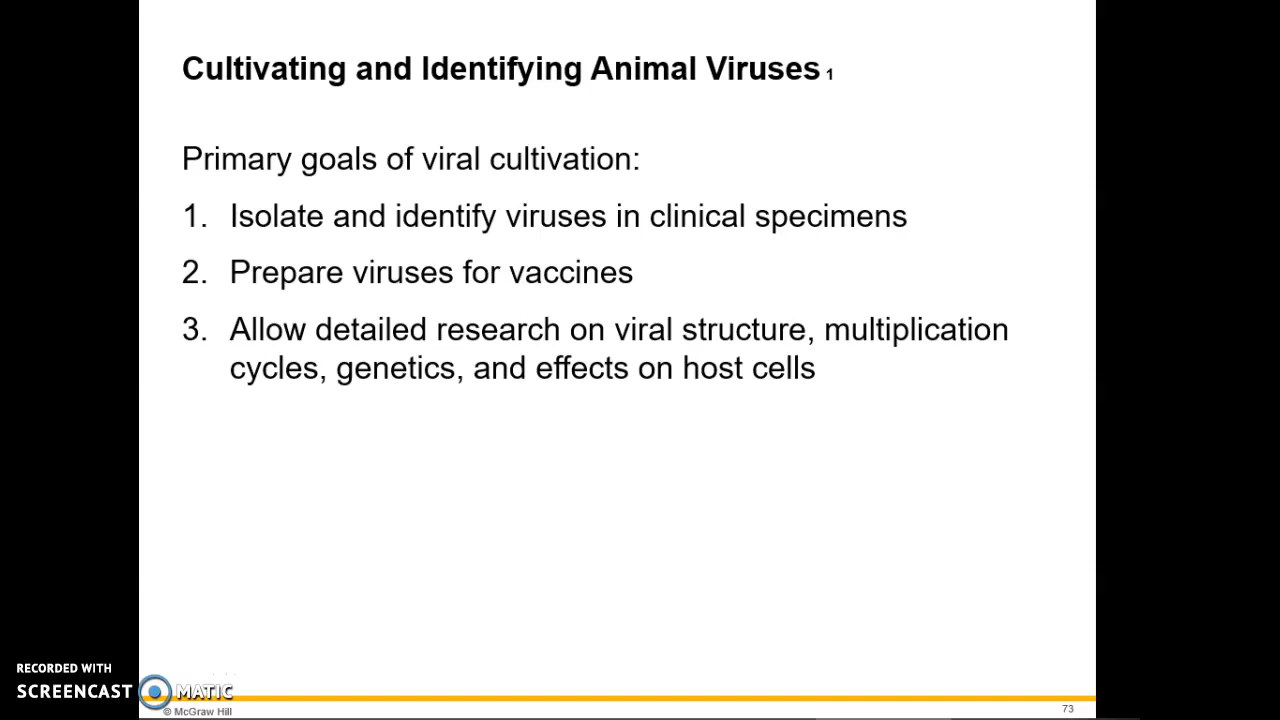 Cultivating and Identifying Animal Viruses 1
Primary goals of viral cultivation:
1. Isolate and identify viruses in clinical specimens
2. Prepare viruses for vaccines
3. Allow detailed research on viral structure, multiplication
cycles, genetics, and effects on host cells
RECORDED WITH
SCREENCAST MATIC
© McGraw Hill
73